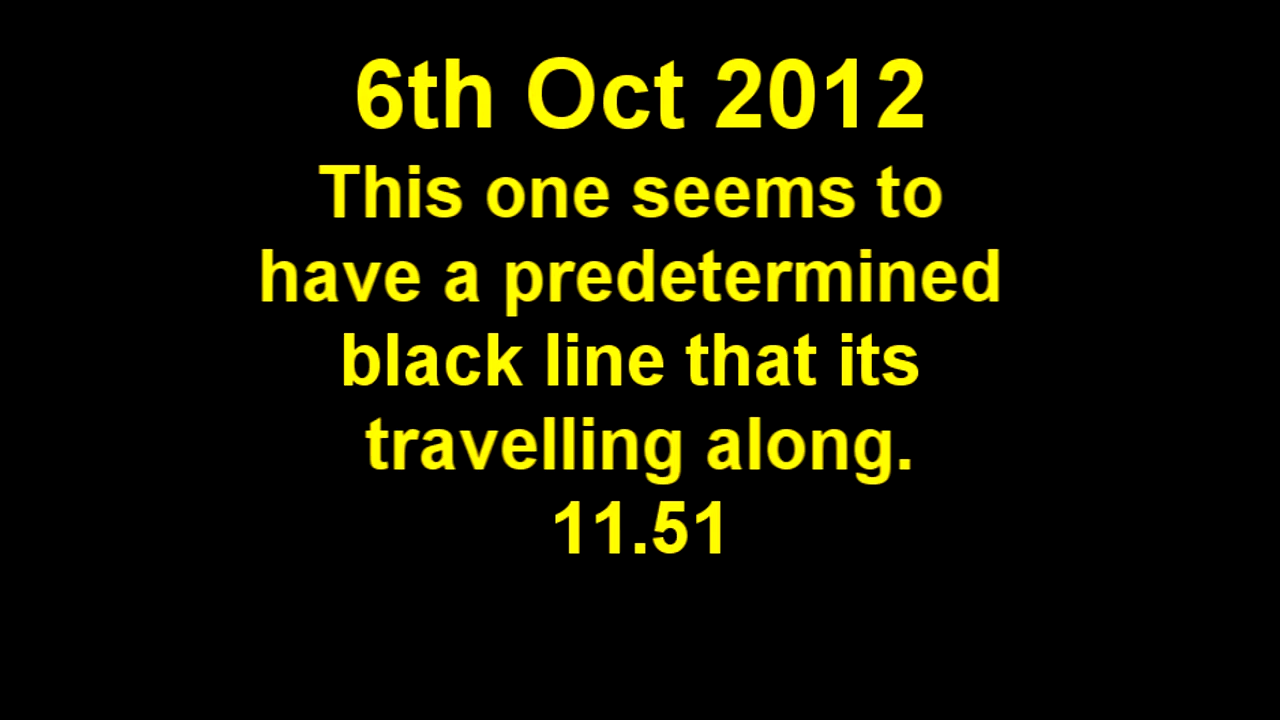 6th Oct 2012
This one seems to
have a predetermined
black line that its
travelling along.
11.51